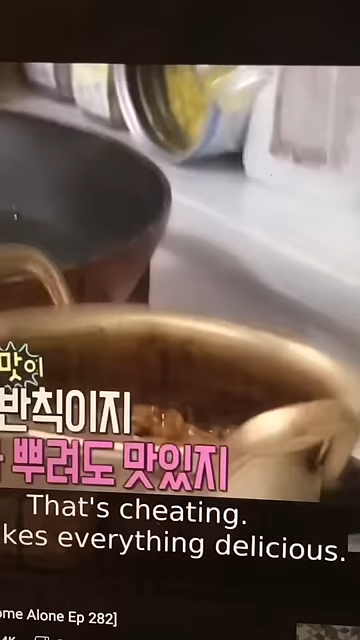 맛이
반칙이지
뿌려도 맛있지
That's cheating.
kes everything delicious.
ome Alone Ep 282]